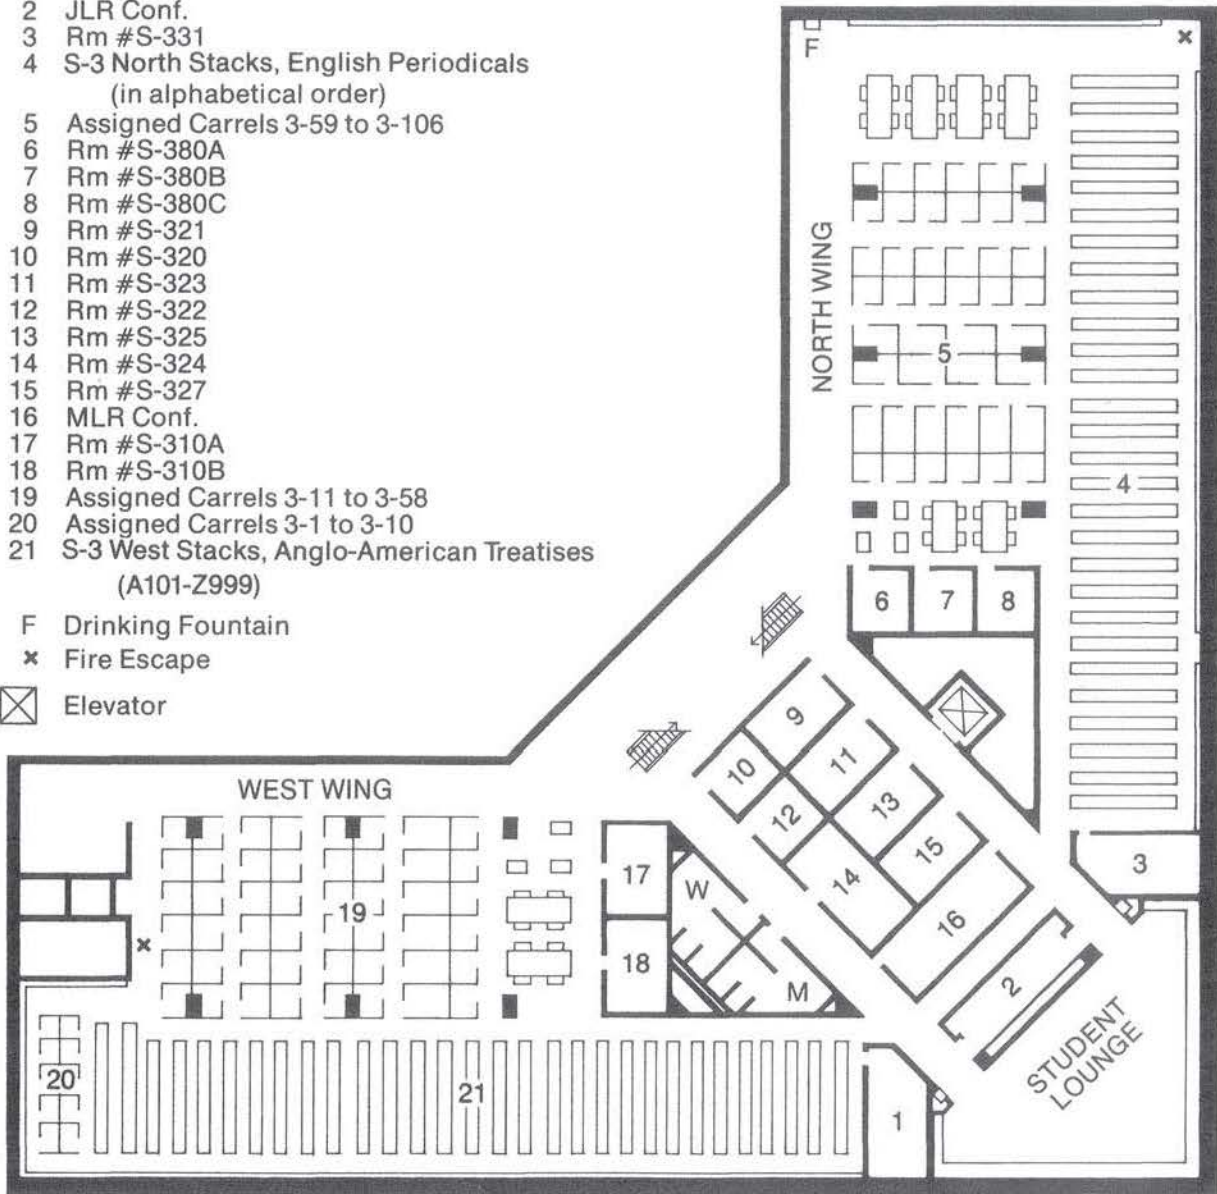 2 JLR Conf.
3 Rm #S-331
4 S-3 North Stacks, English Periodicals
(in alphabetical order)
5 Assigned Carrels 3-59 to 3-106
6 Rm #S-380A
7 Rm #S-380B
8 Rm #S-380C
9 Rm #S-321
10 Rm #S-320
11 Rm #S-323
12 Rm #S-322
13 Rm #S-325
14 Rm #S-324
15 Rm #S-327
16 MLR Conf.
17 Rm #S-310A
18 Rm #S-310B
19 Assigned Carrels 3-11 to 3-58
20 Assigned Carrels 3-1 to 3-10
21 S-3 West Stacks, Anglo-American Treatises
(A101-Z999)
F Drinking Fountain
× Fire Escape
Elevator
F
×
NORTH WING
5
4
6 7 8
9
10
11
12
13
14
15
16
3
2
STUDENT
LOUNGE
WEST WING
19
17
18
W
M
×
20
21
1